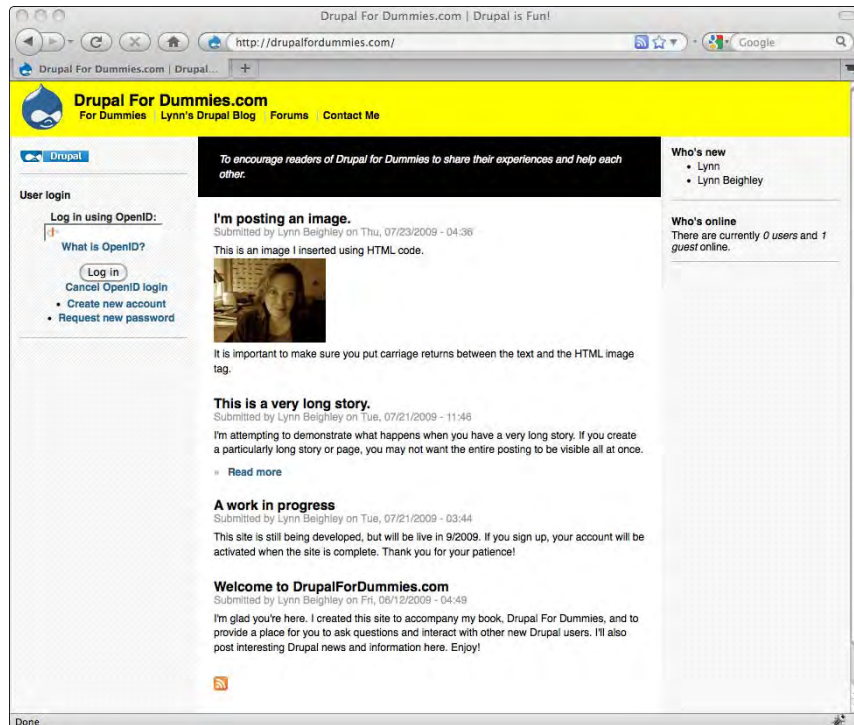 Drupal For Dummies.com | Drupal is Fun!
http://drupalfordummies.com/
Google
Drupal For Dummies.com | Drupal...
Drupal For Dummies.com
For Dummies | Lynn's Drupal Blog | Forums | Contact Me
Drupal
User login
Log in using OpenID:
What is OpenID?
Log in
Cancel OpenID login
• Create new account
• Request new password
To encourage readers of Drupal for Dummies to share their experiences and help each
other.
I'm posting an image.
Submitted by Lynn Beighley on Thu, 07/23/2009 - 04:36
This is an image I inserted using HTML code.
It is important to make sure you put carriage returns between the text and the HTML image
tag.
This is a very long story.
Submitted by Lynn Beighley on Tue, 07/21/2009 - 11:46
I'm attempting to demonstrate what happens when you have a very long story. If you create
a particularly long story or page, you may not want the entire posting to be visible all at once.
» Read more
A work in progress
Submitted by Lynn Beighley on Tue, 07/21/2009 - 03:44
This site is still being developed, but will be live in 9/2009. If you sign up, your account will be
activated when the site is complete. Thank you for your patience!
Welcome to DrupalForDummies.com
Submitted by Lynn Beighley on Fri, 06/12/2009 - 04:49
I'm glad you're here. I created this site to accompany my book, Drupal For Dummies, and to
provide a place for you to ask questions and interact with other new Drupal users. I'll also
post interesting Drupal news and information here. Enjoy!
Who's new
• Lynn
• Lynn Beighley
Who's online
There are currently 0 users and 1
guest online.
Done